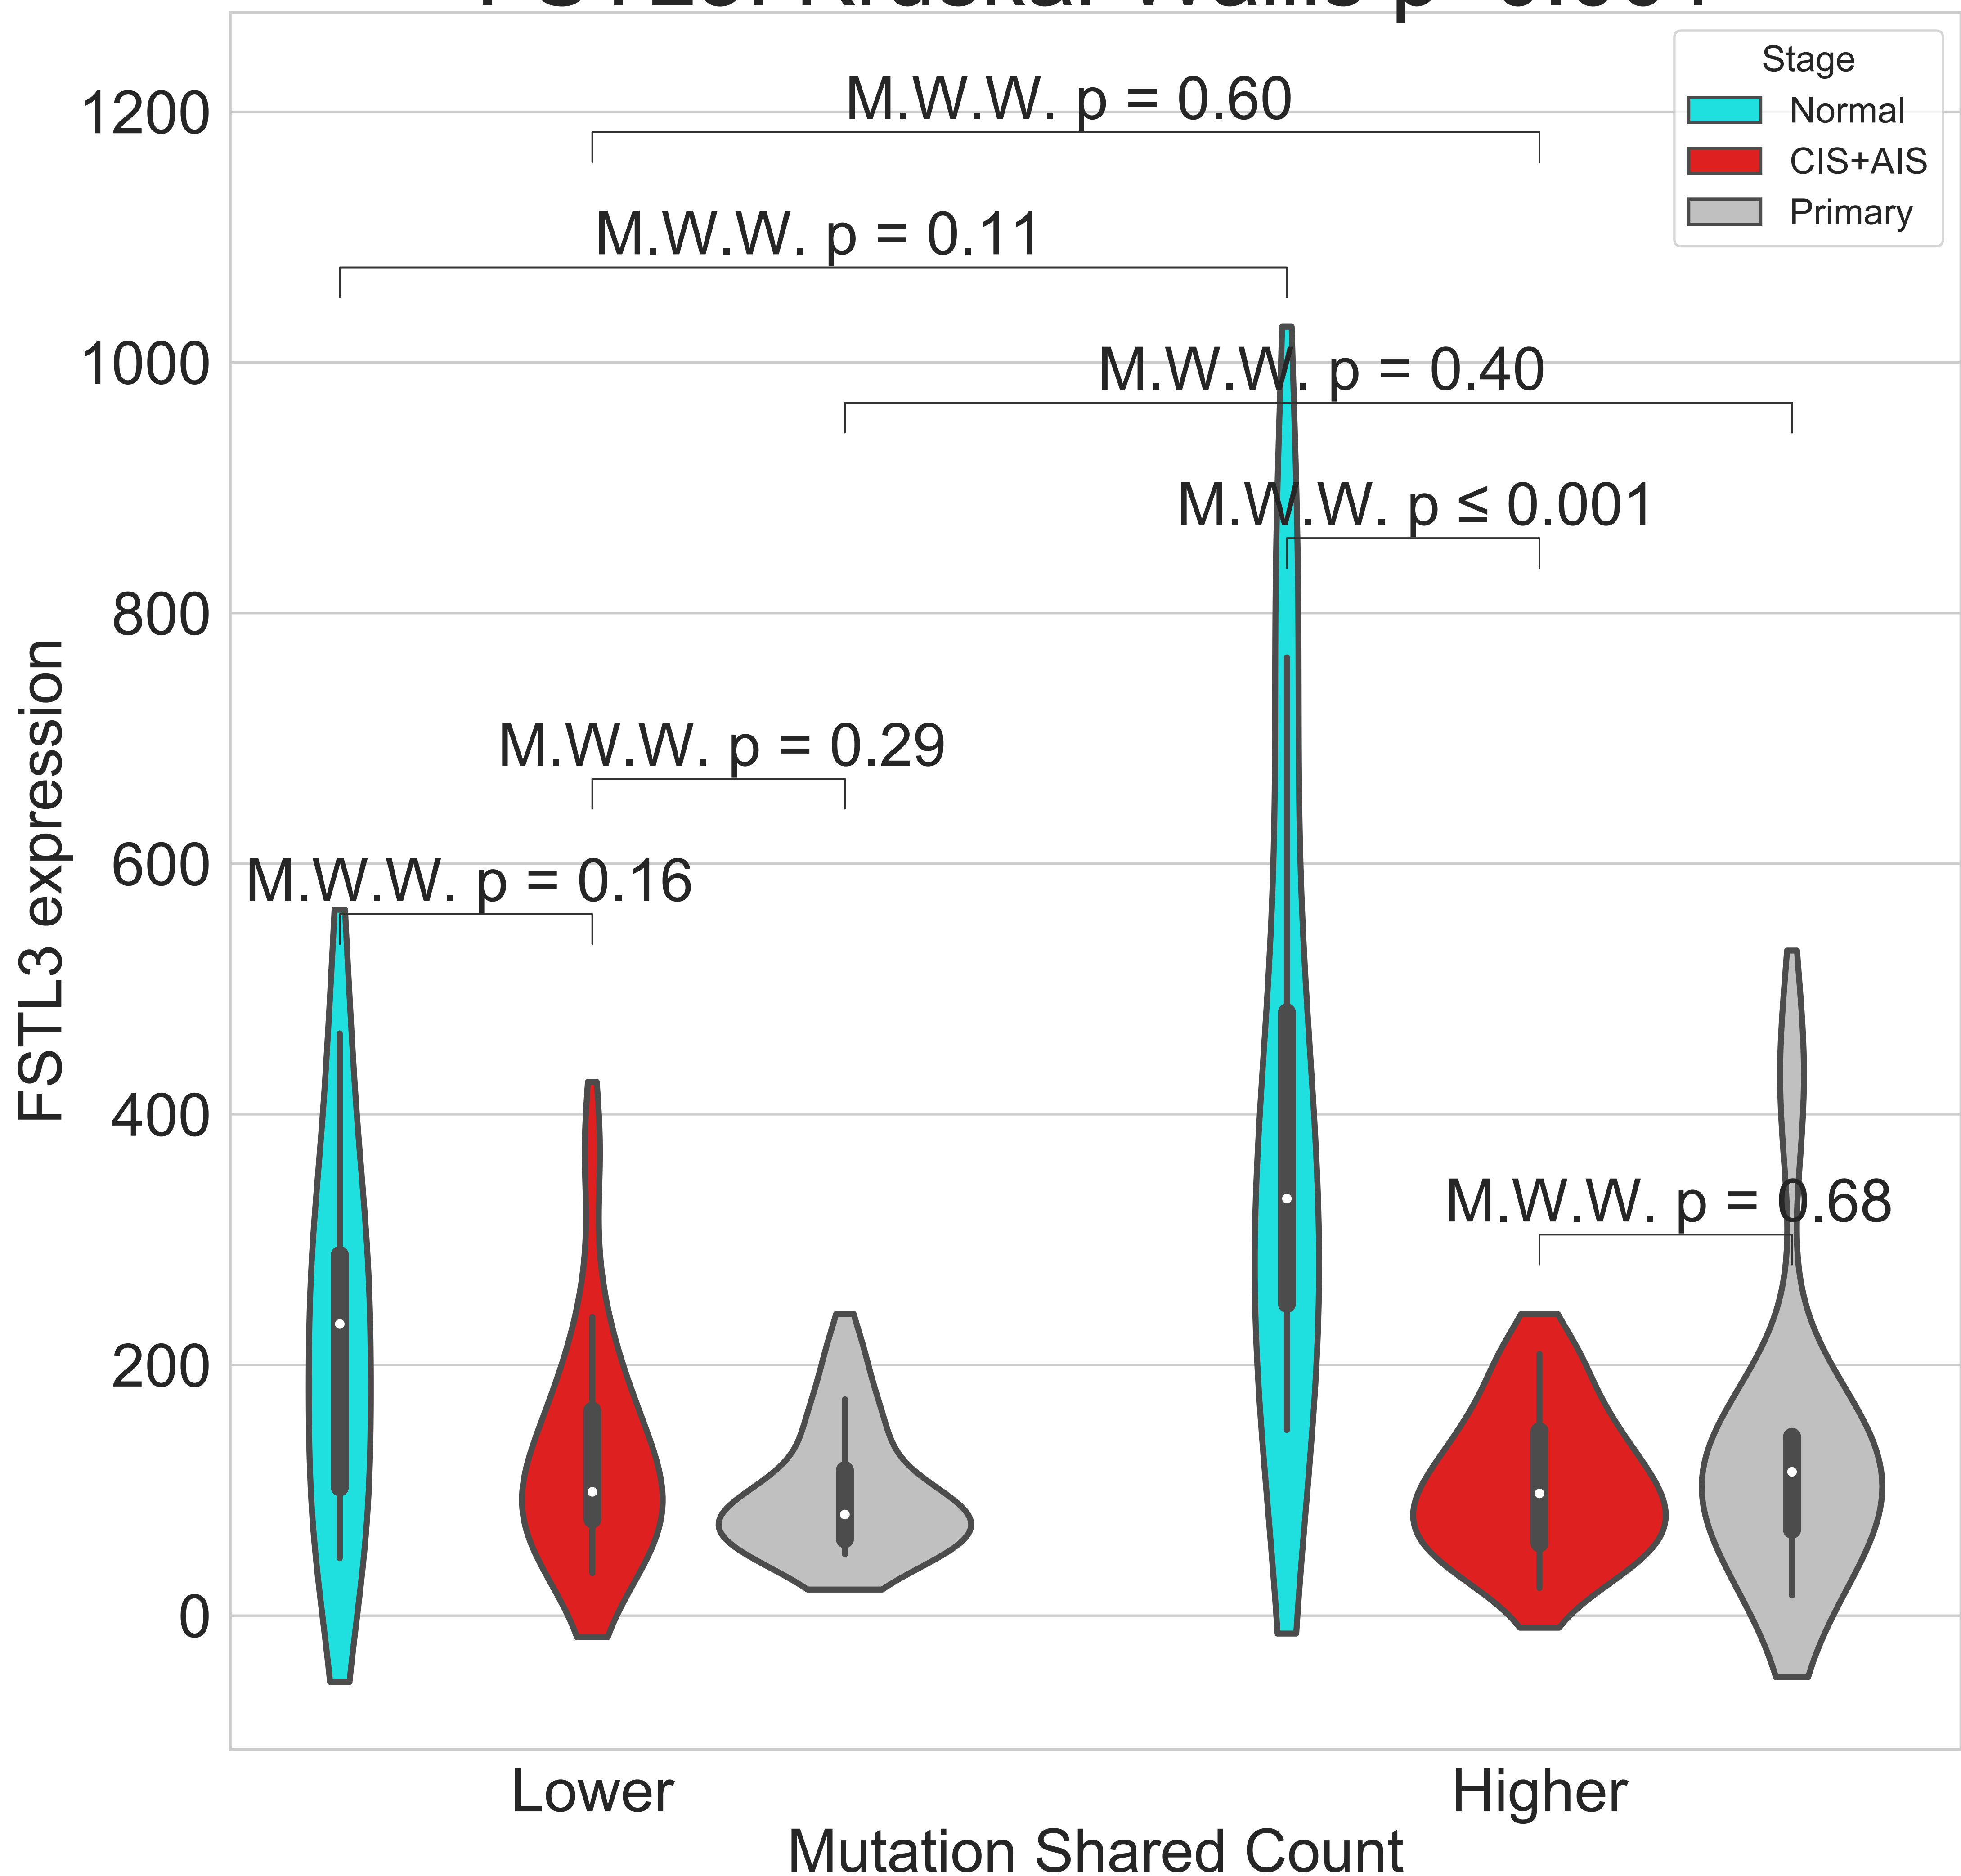 Stage
Normal
CIS+AIS
Primary
M.W.W. p = 0.60
M.W.W. p = 0.11
M.W.W. p = 0.40
M.W.W. p ≤ 0.001
M.W.W. p = 0.29
M.W.W. p = 0.16
M.W.W. p = 0.68
1200
1000
800
600
400
200
0
FSTL3 expression
Lower
Higher
Mutation Shared Count